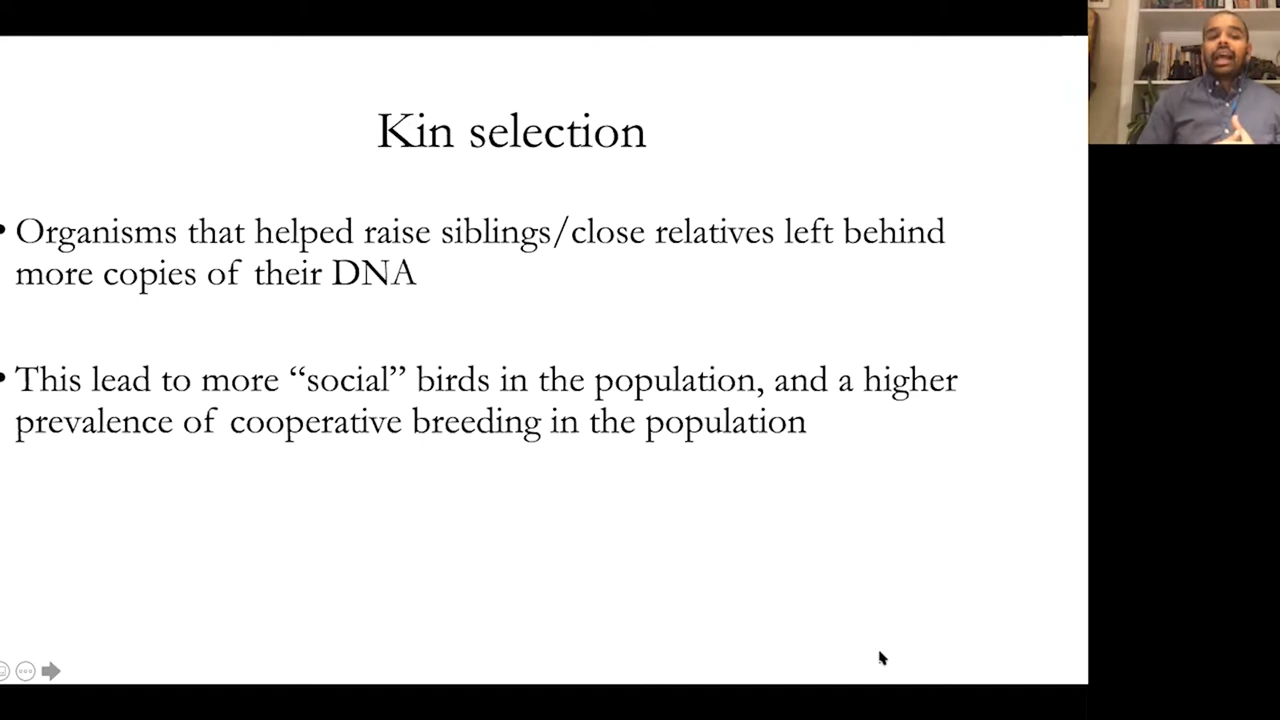 Kin selection
• Organisms that helped raise siblings/close relatives left behind
more copies of their DNA
• This lead to more “social” birds in the population, and a higher
prevalence of cooperative breeding in the population